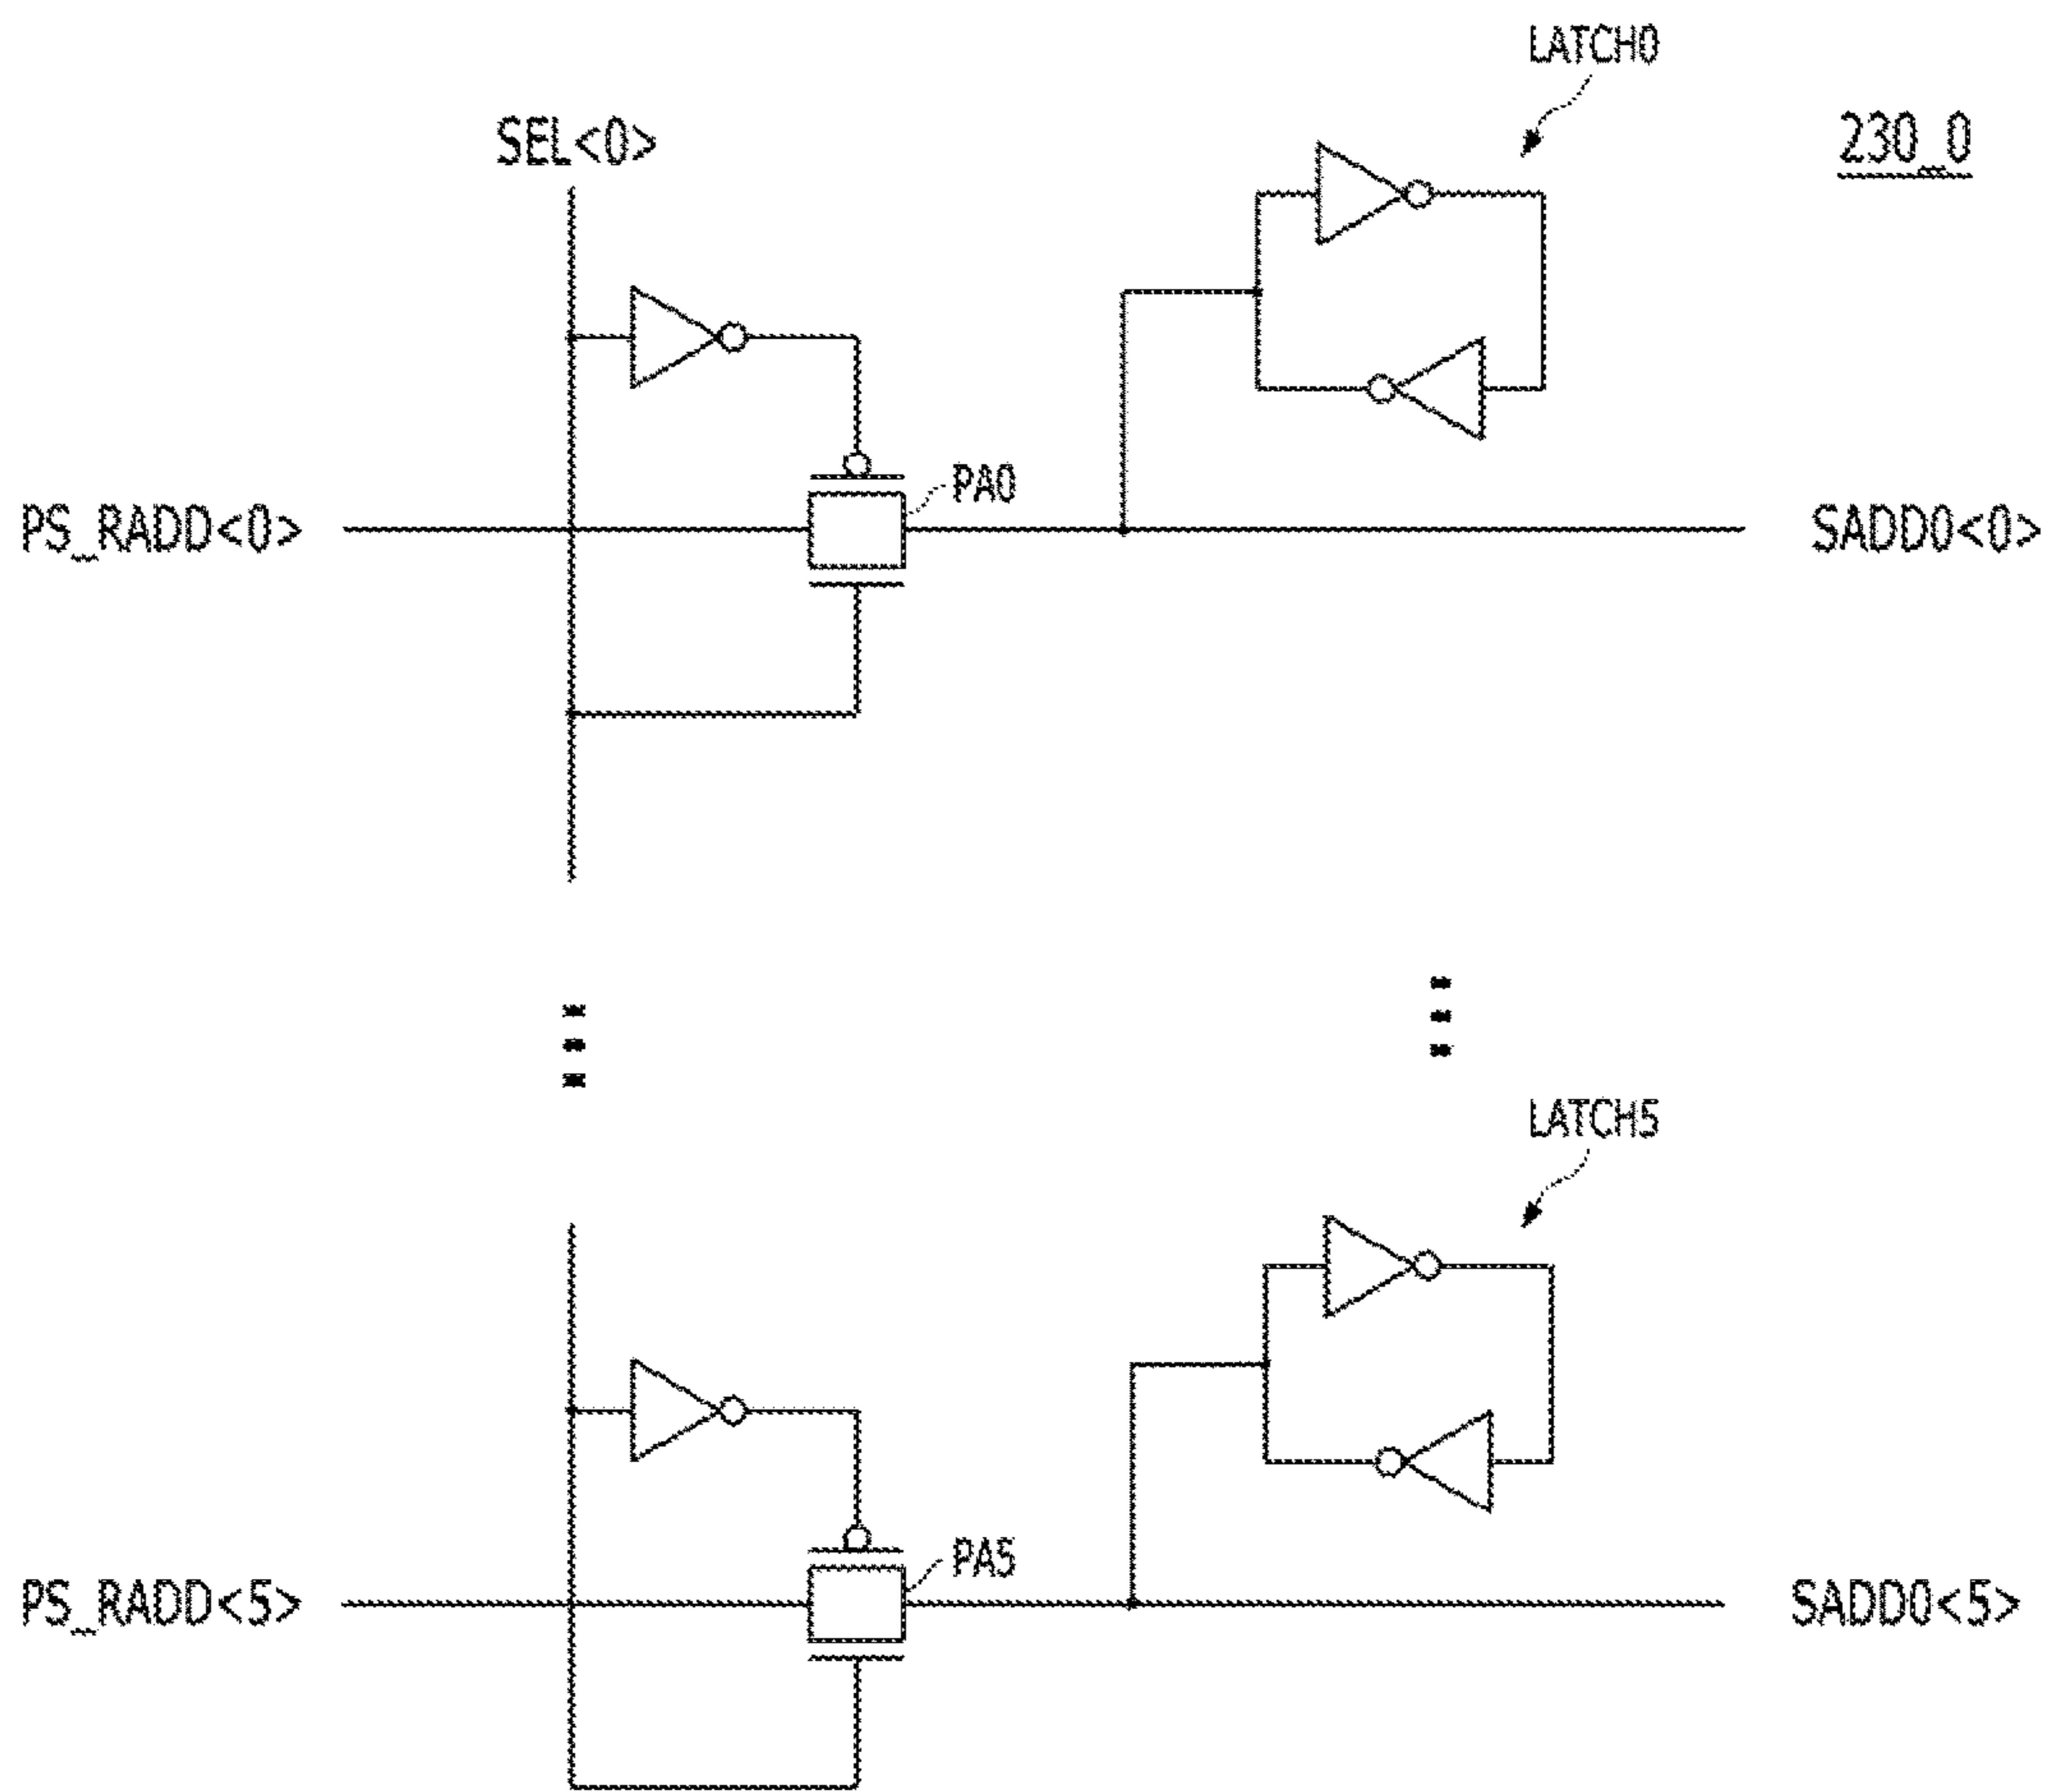 LATCH0
SEL<0>
230_0
PA0
PS_RADD<0>
SADD0<0>
LATCH5
PA5
PS_RADD<5>
SADD0<5>